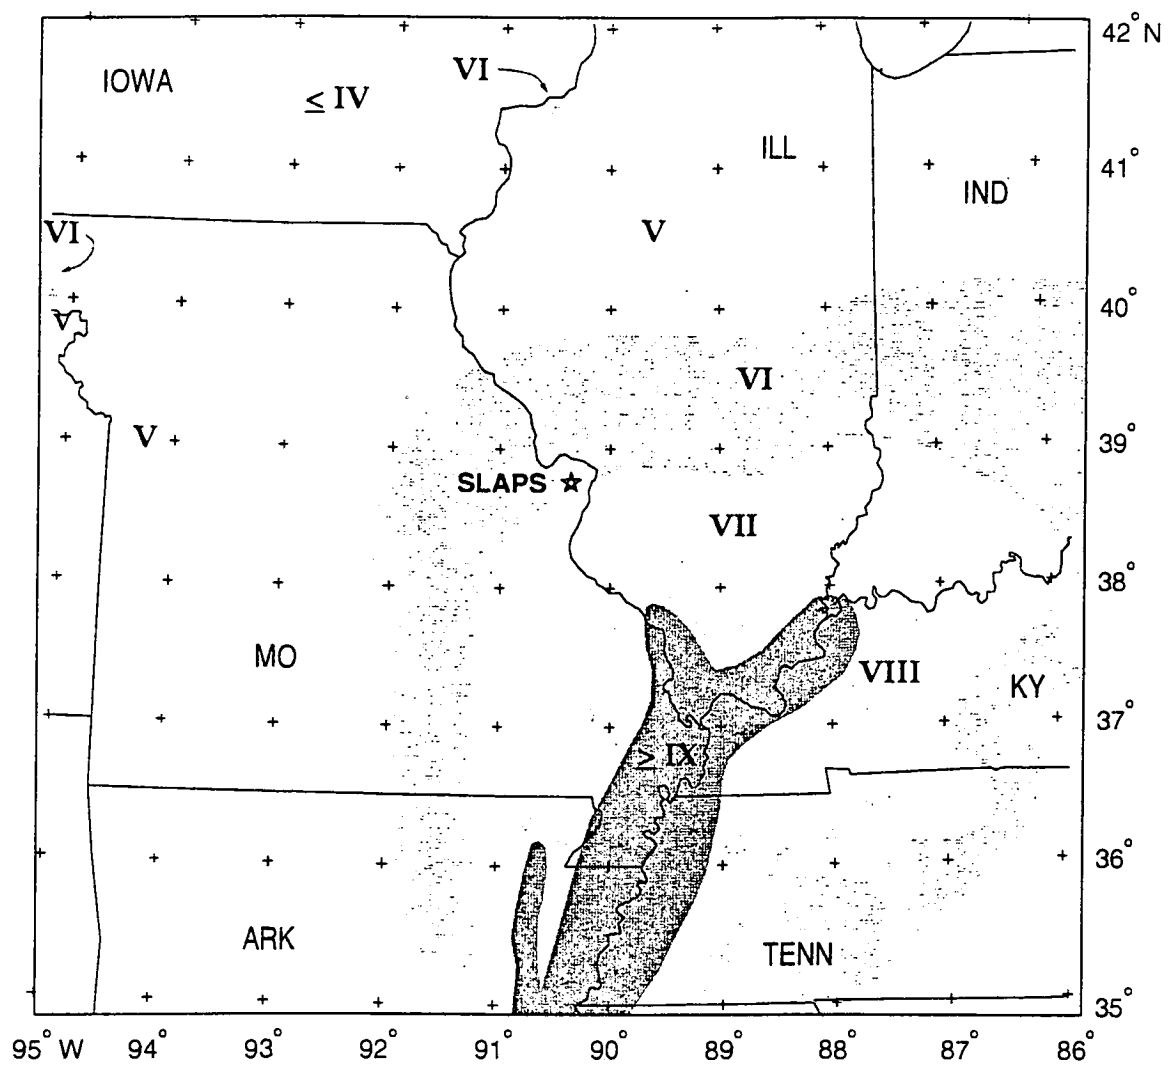 42° N
IOWA
VI
≤ IV
ILL
41°
IND
VI
V
40°
V
VI
V
39°
SLAPS
VII
38°
MO
VIII
KY
37°
≥ IX
36°
ARK
TENN
35°
95° W 94° 93° 92° 91° 90° 89° 88° 87° 86°